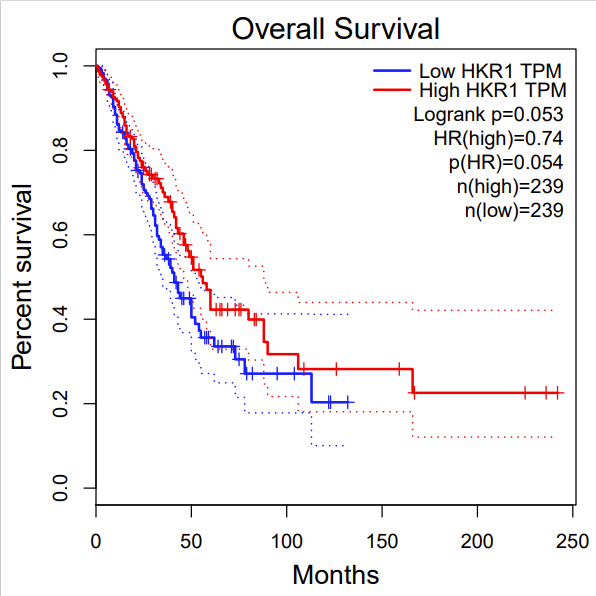 Overall Survival
Low HKR1 TPM
High HKR1 TPM
Logrank p=0.053
HR(high)=0.74
p(HR)=0.054
n(high)=239
n(low)=239
Percent survival
1.0
0.8
0.6
0.4
0.2
0.0
0 50 100 150 200 250
Months